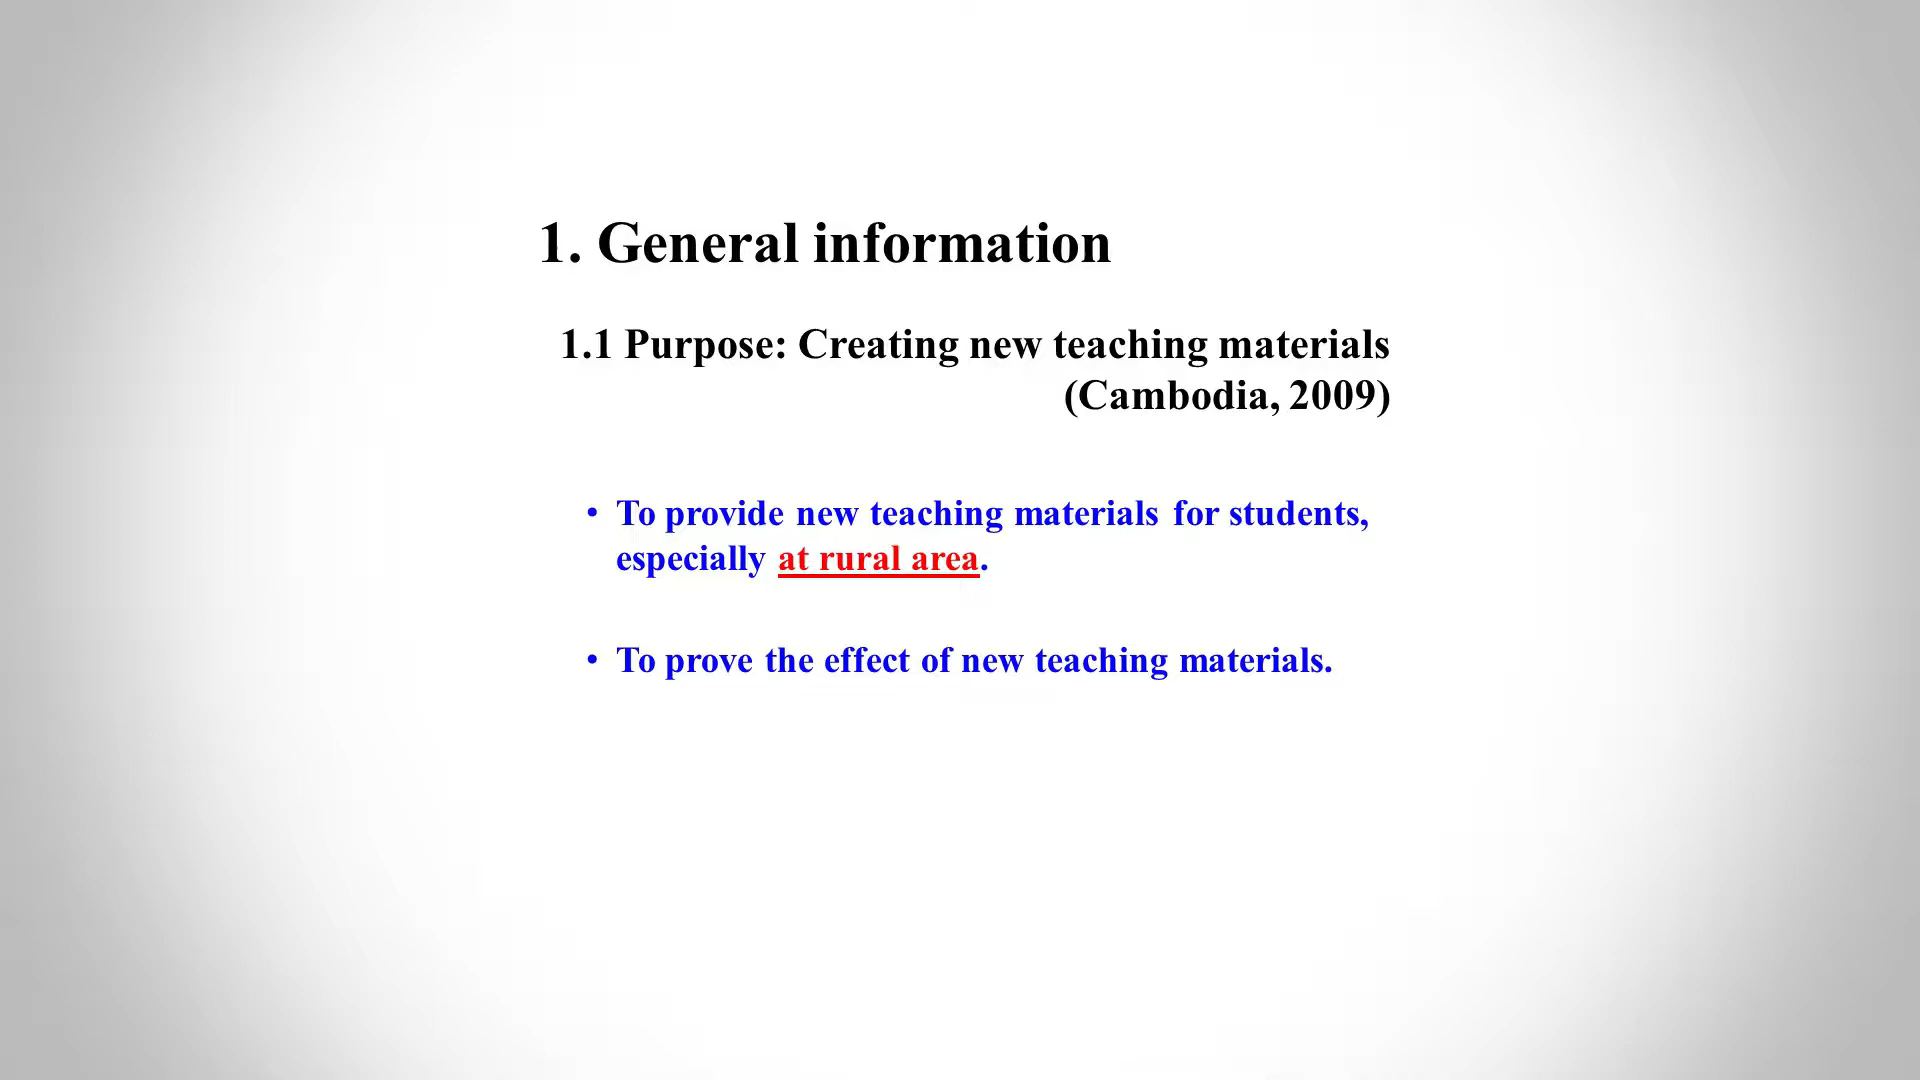 1. General information
1.1 Purpose: Creating new teaching materials
(Cambodia, 2009)
• To provide new teaching materials for students,
especially at rural area.
• To prove the effect of new teaching materials.